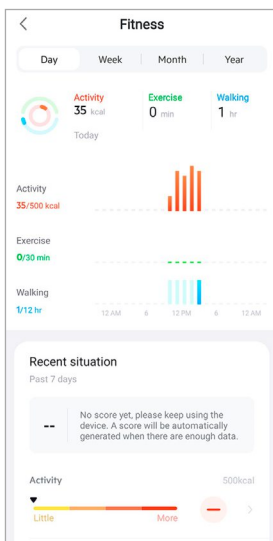 Fitness
Day Week Month Year
Activity Exercise Walking
35 kcal 0 min 1 hr
Today
Activity
35/500 kcal
Exercise
0/30 min
Walking
1/12 hr
12 AM 6 12 PM 6 12 AM
Recent situation
Past 7 days
-- No score yet, please keep using the
device. A score will be automatically
generated when there are enough data.
Activity 500kcal
Little More